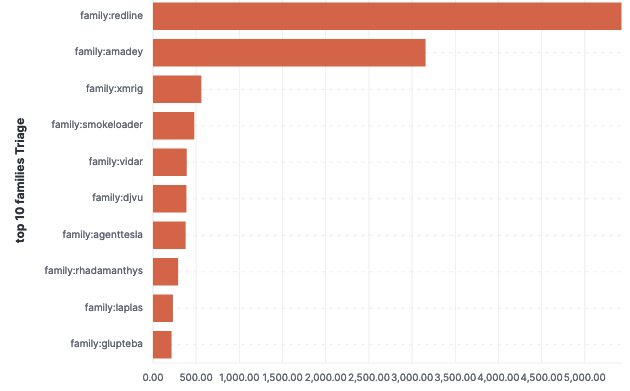 family:redline
family:amadey
family:xmrig
family:smokeloader
family:vidar
family:djvu
family:agenttesla
family:rhadamanthys
family:laplas
family:glupteba
top 10 families Triage
0.00 500.00 1,000.00 1,500.00 2,000.00 2,500.00 3,000.00 3,500.00 4,000.00 4,500.00 5,000.00